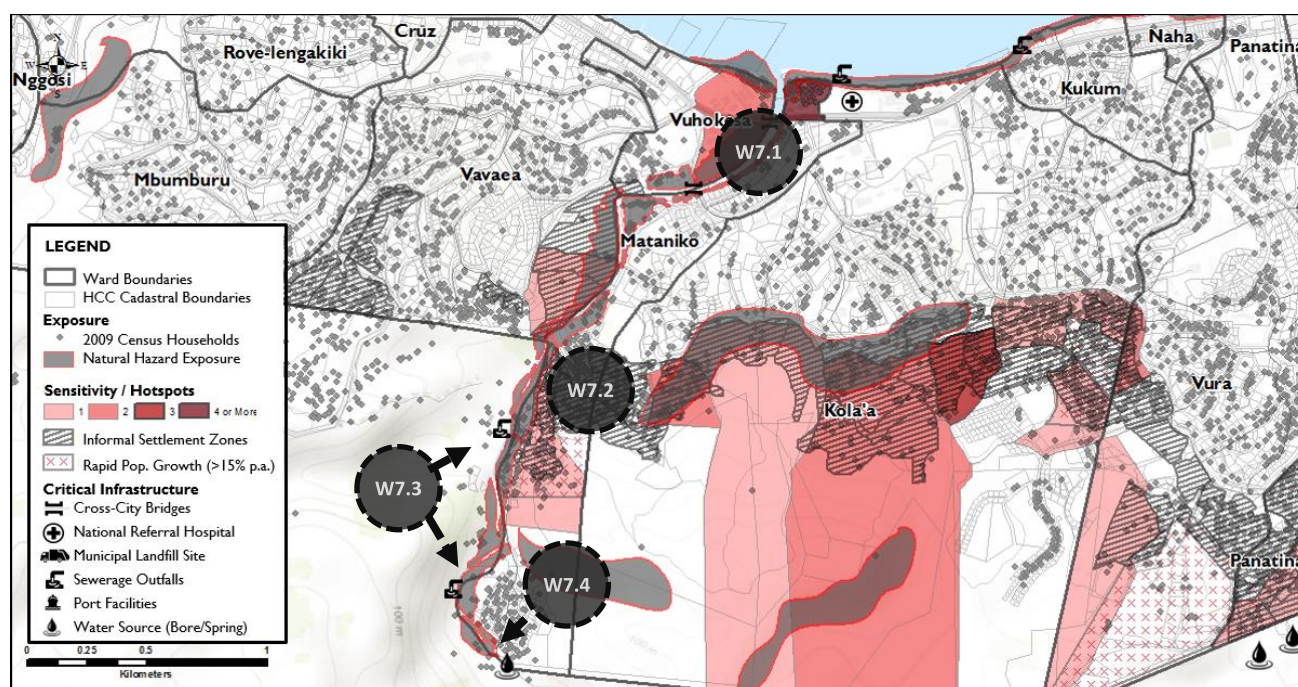 N
W
E
S
Nggosi
Rove-lengakiki
Cruz
Naha
Panatina
Kukum
Mbumburu
Vavaea
Vuhokesa
W7.1
Mataniko
W7.2
Kola'a
Vura
W7.3
W7.4
Panatina
100 m
LEGEND
Ward Boundaries
HCC Cadastral Boundaries
Exposure
2009 Census Households
Natural Hazard Exposure
Sensitivity / Hotspots
1 2 3 4 or More
Informal Settlement Zones
Rapid Pop. Growth (>15% p.a.)
Critical Infrastructure
Cross-City Bridges
National Referral Hospital
Municipal Landfill Site
Sewerage Outfalls
Port Facilities
Water Source (Bore/Spring)
0 0.25 0.5 1
Kilometers